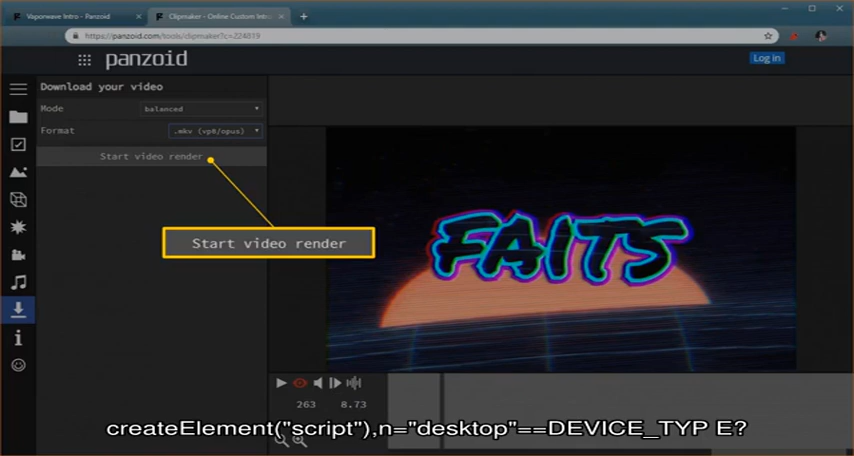 Vaporwave Intro - Panzoid
Clipmaker - Online Custom Intro
https://panzoid.com/tools/clipmaker?c=224819
panzoid
Log in
Download your video
Mode balanced
Format .mkv (vp8/opus)
Start video render
Start video render
FAITS
263 8.73
createElement("script"),n="desktop"==DEVICE_TYP E?